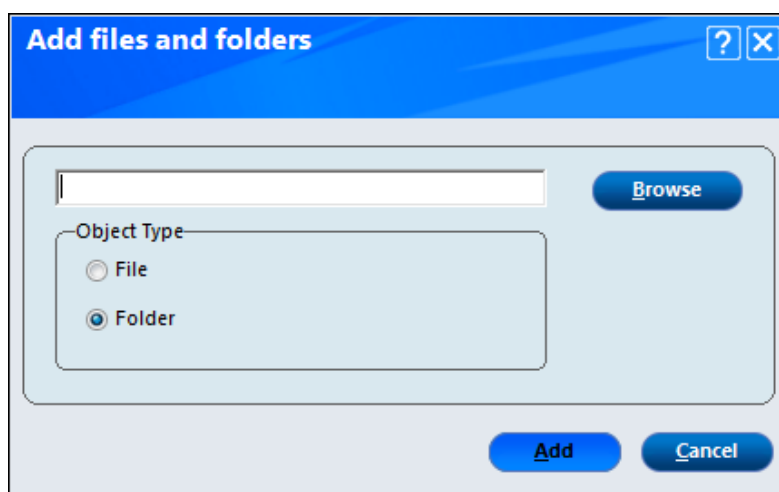 Add files and folders
Browse
Object Type
File
Folder
Add
Cancel